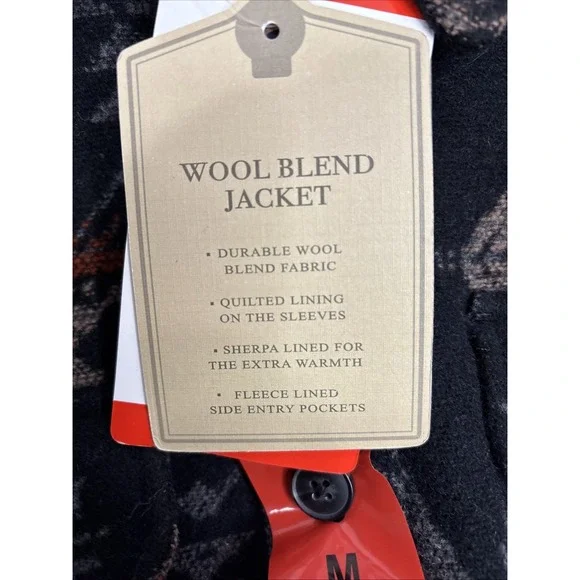 WOOL BLEND
JACKET
• DURABLE WOOL
BLEND FABRIC
• QUILTED LINING
ON THE SLEEVES
• SHERPA LINED FOR
THE EXTRA WARMTH
• FLEECE LINED
SIDE ENTRY POCKETS
M